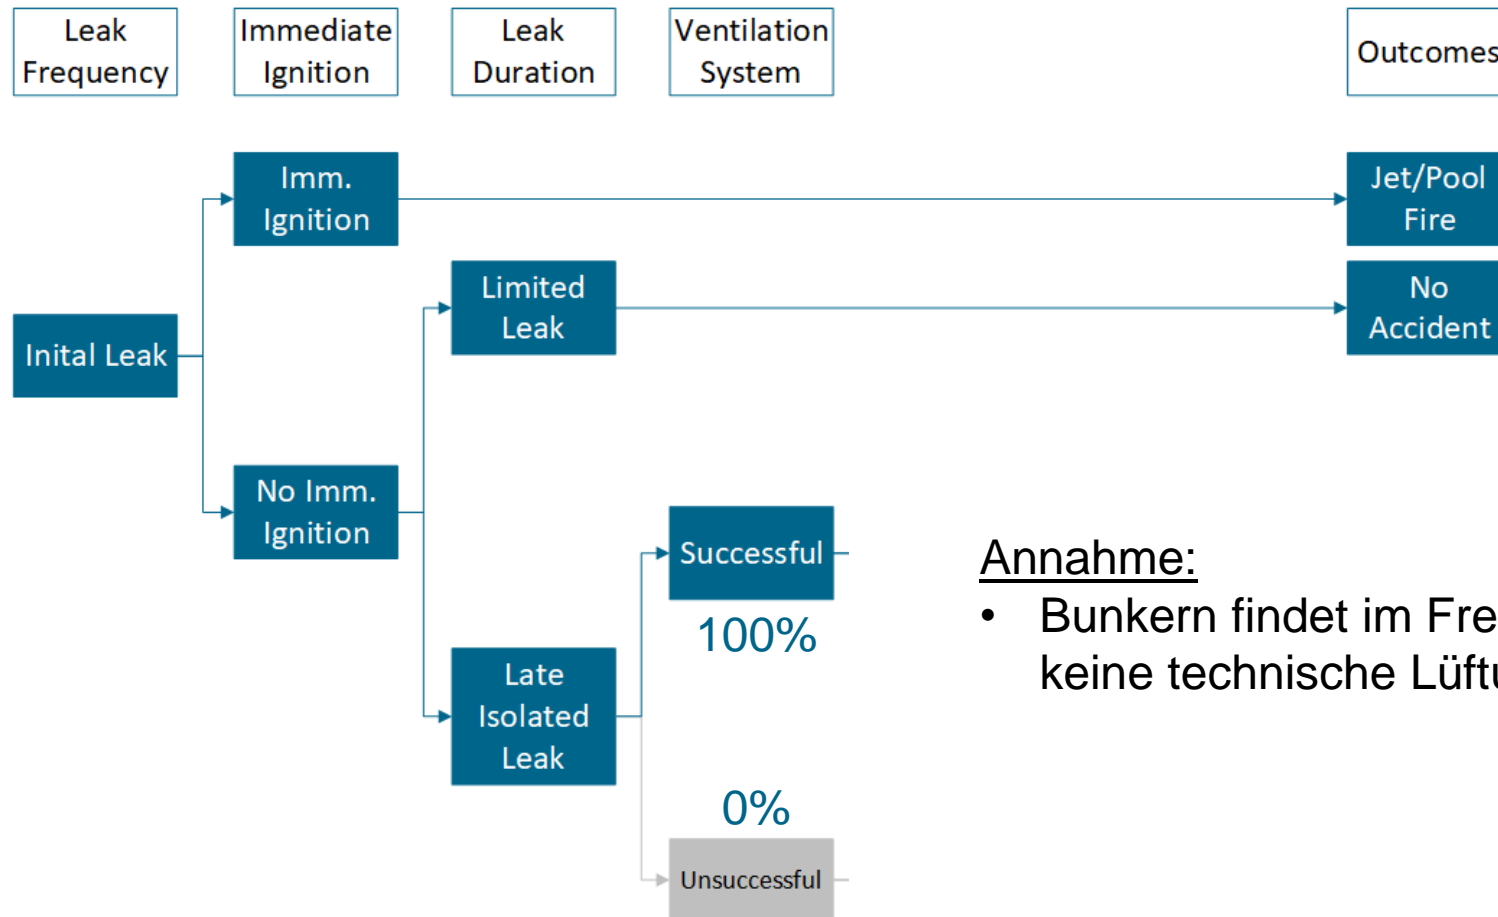 Leak
Frequency
Immediate
Ignition
Leak
Duration
Ventilation
System
Outcomes
Imm.
Ignition
Jet/Pool
Fire
Limited
Leak
No
Accident
Inital Leak
No Imm.
Ignition
Successful
100%
Late
Isolated
Leak
0%
Unsuccessful
Annahme:
• Bunkern findet im
keine technische